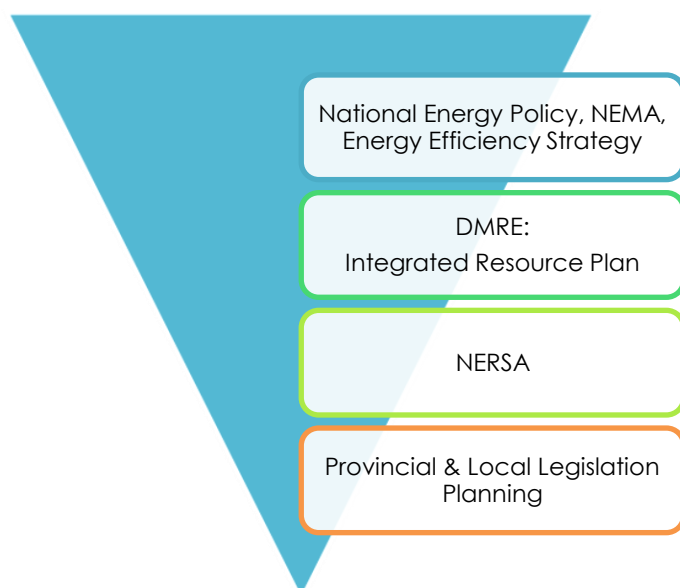 National Energy Policy, NEMA,
Energy Efficiency Strategy
DMRE:
Integrated Resource Plan
NERSA
Provincial & Local Legislation
Planning